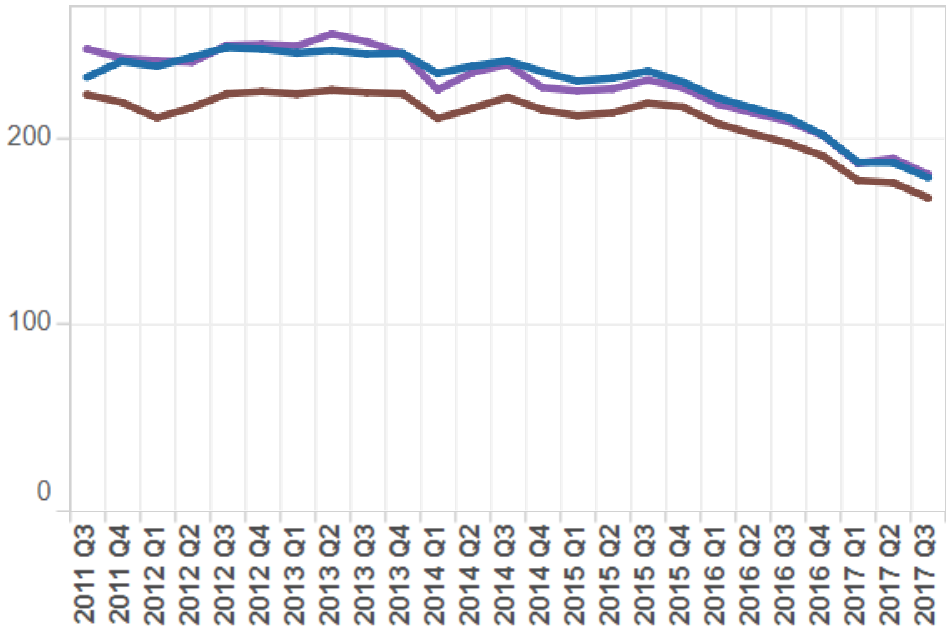 200
100
0
2011 Q3
2011 Q4
2012 Q1
2012 Q2
2012 Q3
2012 Q4
2013 Q1
2013 Q2
2013 Q3
2013 Q4
2014 Q1
2014 Q2
2014 Q3
2014 Q4
2015 Q1
2015 Q2
2015 Q3
2015 Q4
2016 Q1
2016 Q2
2016 Q3
2016 Q4
2017 Q1
2017 Q2
2017 Q3